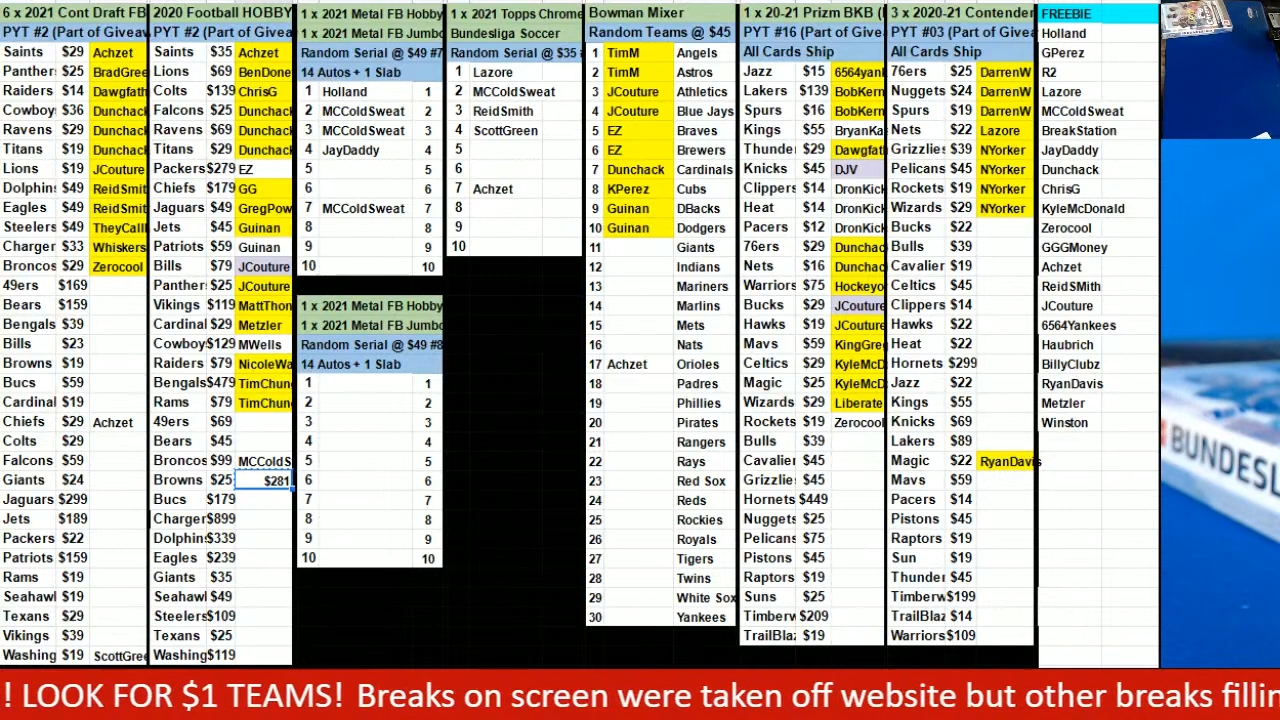 6 x 2021 Cont Draft FB
PYT #2 (Part of Giveaw
Saints $29 Achzet
Panthers $25 BradGree
Raiders $14 Dawgfath
Cowboy $36 Dunchack
Ravens $29 Dunchack
Titans $19 Dunchack
Lions $19 JCouture
Dolphin $49 ReidSmit
Eagles $49 ReidSmit
Steelers $49 TheyCallI
Charger $33 Whiskers
Broncos $29 Zerocool
49ers $169
Bears $159
Bengals $39
Bills $23
Browns $19
Bucs $59
Cardinal $19
Chiefs $29 Achzet
Colts $29
Falcons $59
Giants $24
Jaguars $299
Jets $189
Packers $22
Patriots $159
Rams $19
Seahawl $19
Texans $29
Vikings $39
Washing $19 ScottGree
2020 Football HOBBY
PYT #2 (Part of Giveaw
Saints $35 Achzet
Lions $69 BenDone
Colts $139 ChrisG
Falcons $25 Dunchack
Ravens $69 Dunchack
Titans $29 Dunchack
Packers $279 EZ
Chiefs $179 GG
Jaguars $49 GregPow
Jets $45 Guinan
Patriots $59 Guinan
Bills $79 JCouture
Panther $25 JCouture
Vikings $119 MattThon
Cardinal $29 Metzler
Cowboy $129 MWells
Raiders $79 NicoleWa
Bengals $479 TimChun
Rams $79 TimChun
49ers $69
Bears $45
Broncos $99 MCColdS
Browns $25 $281
Bucs $179
Charger $899
Dolphin $339
Eagles $239
Giants $35
Seahawl $49
Steelers $109
Texans $25
Washing $119
1 x 2021 Metal FB Hobby
1 x 2021 Metal FB Jumbo
Random Serial @ $49 #7
14 Autos + 1 Slab
1 Holland 1
2 MCColdSweat 2
3 MCColdSweat 3
4 JayDaddy 4
5 5
6 6
7 MCColdSweat 7
8 8
9 9
10 10
1 x 2021 Metal FB Hobby
1 x 2021 Metal FB Jumbo
Random Serial @ $49 #8
14 Autos + 1 Slab
1 1
2 2
3 3
4 4
5 5
6 6
7 7
8 8
9 9
10 10
1 x 2021 Topps Chrome
Bundesliga Soccer
Random Serial @ $35
1 Lazore
2 MCColdSweat
3 ReidSmith
4 ScottGreen
5
6
7 Achzet
8
9
10
Bowman Mixer
Random Teams @ $45
1 TimM Angels
2 TimM Astros
3 JCouture Athletics
4 JCouture Blue Jays
5 EZ Braves
6 EZ Brewers
7 Dunchack Cardinals
8 KPerez Cubs
9 Guinan DBacks
10 Guinan Dodgers
11 Giants
12 Indians
13 Mariners
14 Marlins
15 Mets
16 Nats
17 Achzet Orioles
18 Padres
19 Phillies
20 Pirates
21 Rangers
22 Rays
23 Red Sox
24 Reds
25 Rockies
26 Royals
27 Tigers
28 Twins
29 White Sox
30 Yankees
1 x 20-21 Prizm BKB (
PYT #16 (Part of Givea
All Cards Ship
Jazz $15 6564yan
Lakers $139 BobKern
Spurs $16 BobKern
Kings $55 BryanKa
Thunder $29 Dawgfat
Knicks $45 DJV
Clippers $14 DronKick
Heat $14 DronKick
Pacers $12 DronKick
76ers $29 Dunchac
Nets $16 Dunchac
Warriors $75 Hockeyo
Bucks $29 JCouture
Hawks $19 JCouture
Mavs $59 KingGre
Celtics $29 KyleMcD
Magic $25 KyleMcD
Wizards $29 Liberate
Rockets $19 Zerocool
Bulls $39
Cavalier $45
Grizzlies $45
Hornets $449
Nuggets $25
Pelicans $75
Pistons $45
Raptors $19
Suns $25
Timberw $209
TrailBlaz $19
3 x 2020-21 Contender
PYT #03 (Part of Givea
All Cards Ship
76ers $25 DarrenW
Nuggets $24 DarrenW
Spurs $19 DarrenW
Nets $22 Lazore
Grizzlies $39 NYorker
Pelicans $45 NYorker
Rockets $19 NYorker
Wizards $29 NYorker
Bucks $22
Bulls $39
Cavalier $19
Celtics $45
Clippers $14
Hawks $22
Heat $22
Hornets $299
Jazz $22
Kings $55
Knicks $69
Lakers $89
Magic $22 RyanDavis
Mavs $59
Pacers $14
Pistons $45
Raptors $19
Sun $19
Thunder $45
Timberw $199
TrailBlaz $14
Warriors $109
FREEBIE
Holland
GPerez
R2
Lazore
MCColdSweat
BreakStation
JayDaddy
Dunchack
ChrisG
KyleMcDonald
Zerocool
GGGMoney
Achzet
ReidSMith
JCouture
6564Yankees
Haubrich
BillyClubz
RyanDavis
Metzler
Winston
BUNDESL
! LOOK FOR $1 TEAMS! Breaks on screen were taken off website but other breaks fillin